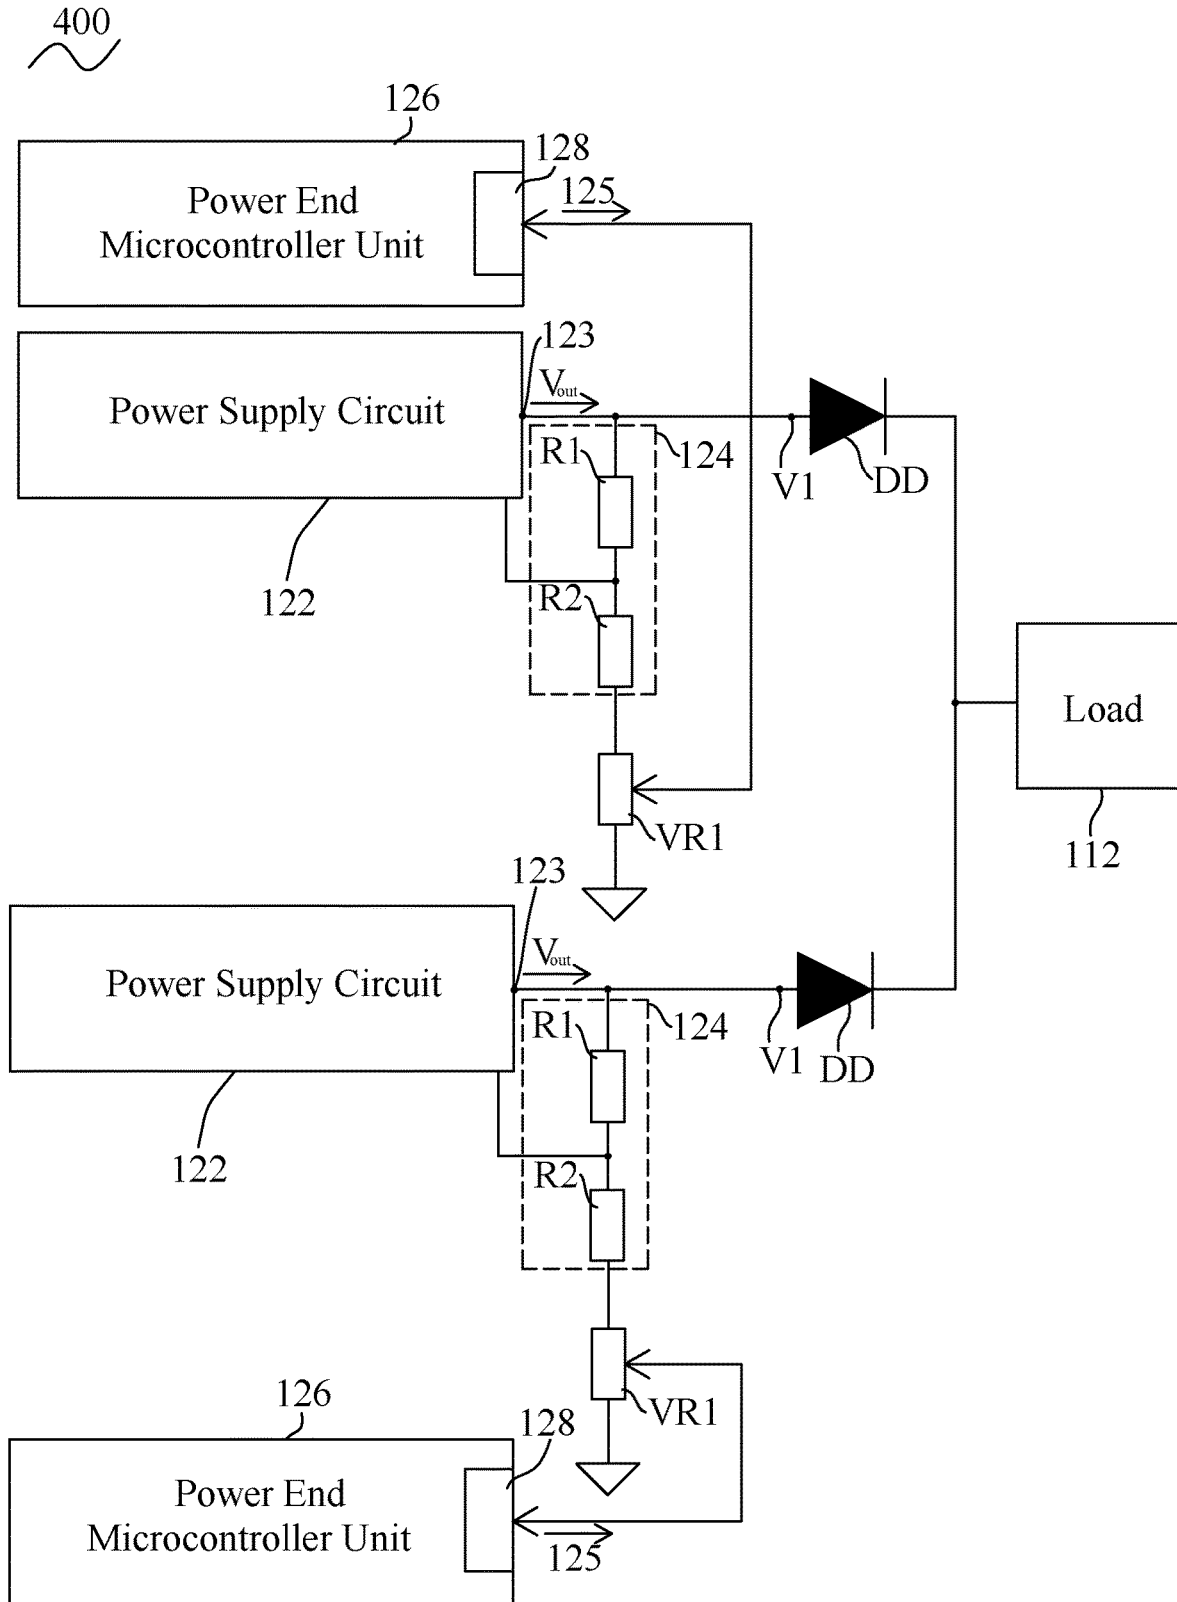 400
126
128
Power End
Microcontroller Unit
125
123
Vout
Power Supply Circuit
R1
124
V1
DD
122
R2
Load
VR1
112
123
Vout
Power Supply Circuit
R1
124
V1
DD
122
R2
VR1
126
128
Power End
Microcontroller Unit
125